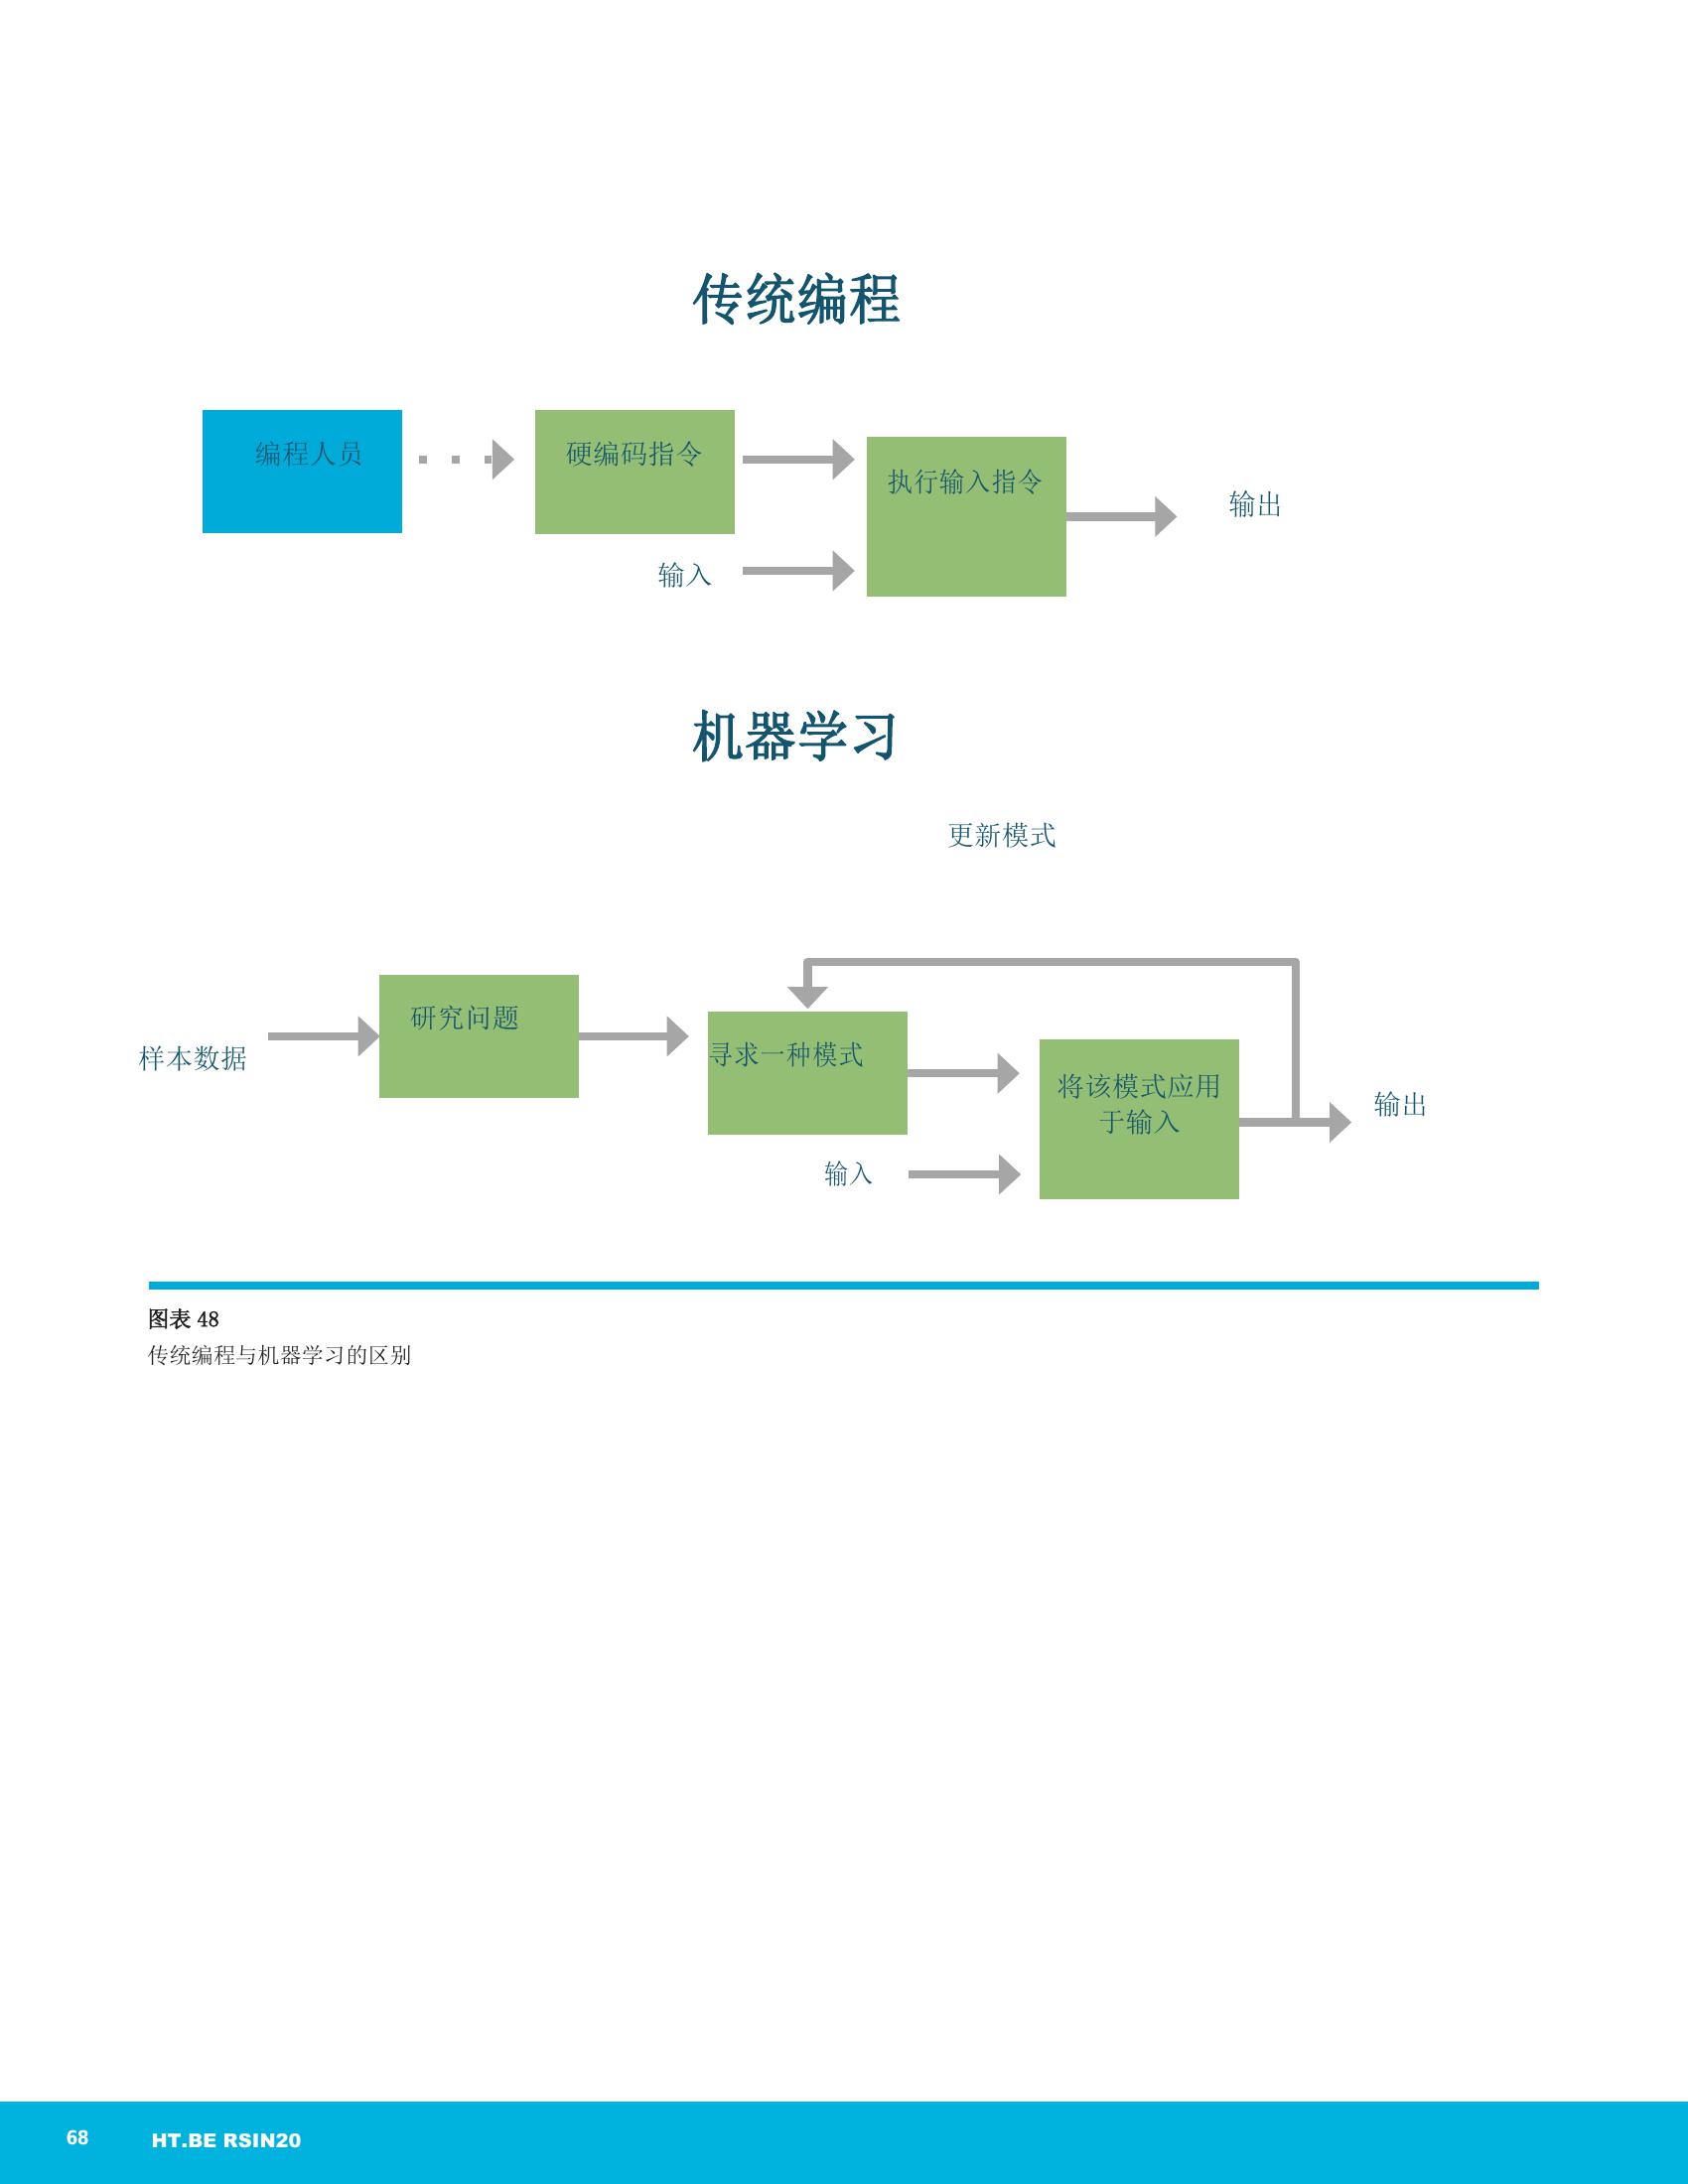 传统编程
编程人员
硬编码指令
执行输入指令
输出
输入
机器学习
更新模式
研究问题
样本数据
寻求一种模式
将该模式应用
于输入
输出
输入
图表 48
传统编程与机器学习的区别
68 HT.BE RSIN20